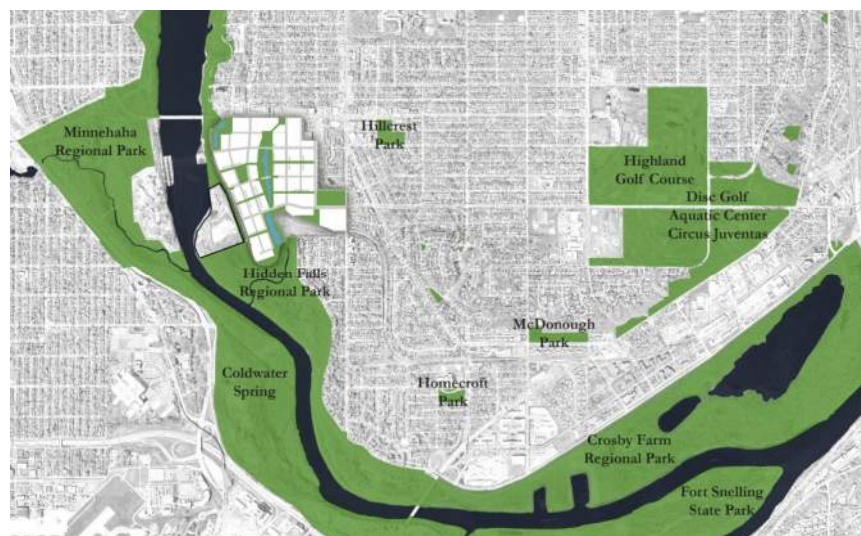 Minnehaha
Regional Park
Hillcrest
Park
Highland
Golf Course
Disc Golf
Aquatic Center
Circus Juventas
Hidden Falls
Regional Park
McDonough
Park
Coldwater
Spring
Homecroft
Park
Crosby Farm
Regional Park
Fort Snelling
State Park